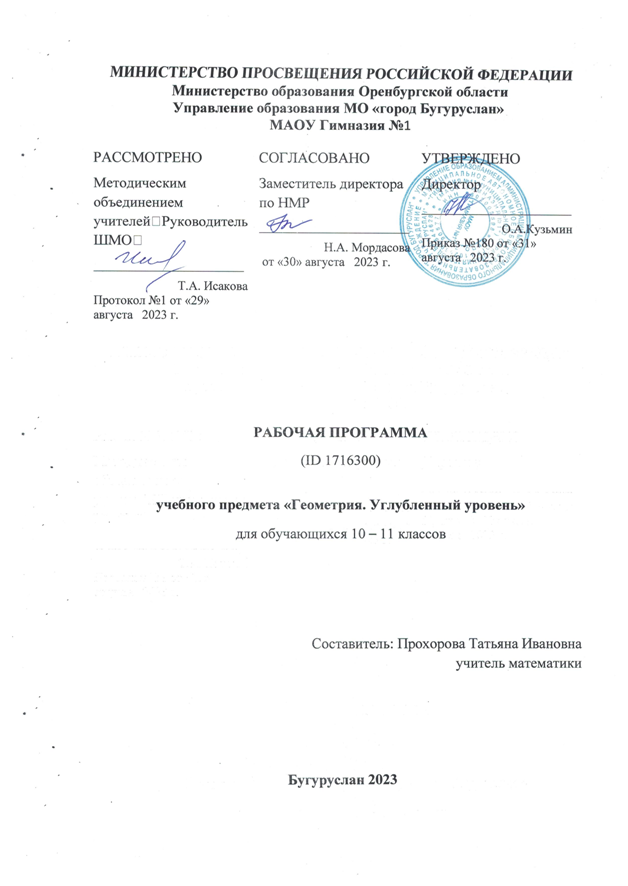 МИНИСТЕРСТВО ПРОСВЕЩЕНИЯ РОССИЙСКОЙ ФЕДЕРАЦИИ
Министерство образования Оренбургской области
Управление образования МО «город Бугуруслан»
МАОУ Гимназия №1
РАССМОТРЕНО
Методическим
объединением
учителей□Руководитель
ШМО□
Т.А. Исакова
Протокол №1 от «29»
августа 2023 г.
СОГЛАСОВАНО
Заместитель директора
по НМР
Н.А. Мордасова
от «30» августа 2023 г.
УТВЕРЖДЕНО
Директор
О.А.Кузьмин
Приказ №180 от «31»
августа 2023 г.
РАБОЧАЯ ПРОГРАММА
(ID 1716300)
учебного предмета «Геометрия. Углубленный уровень»
для обучающихся 10 – 11 классов
Составитель: Прохорова Татьяна Ивановна
учитель математики
Бугуруслан 2023